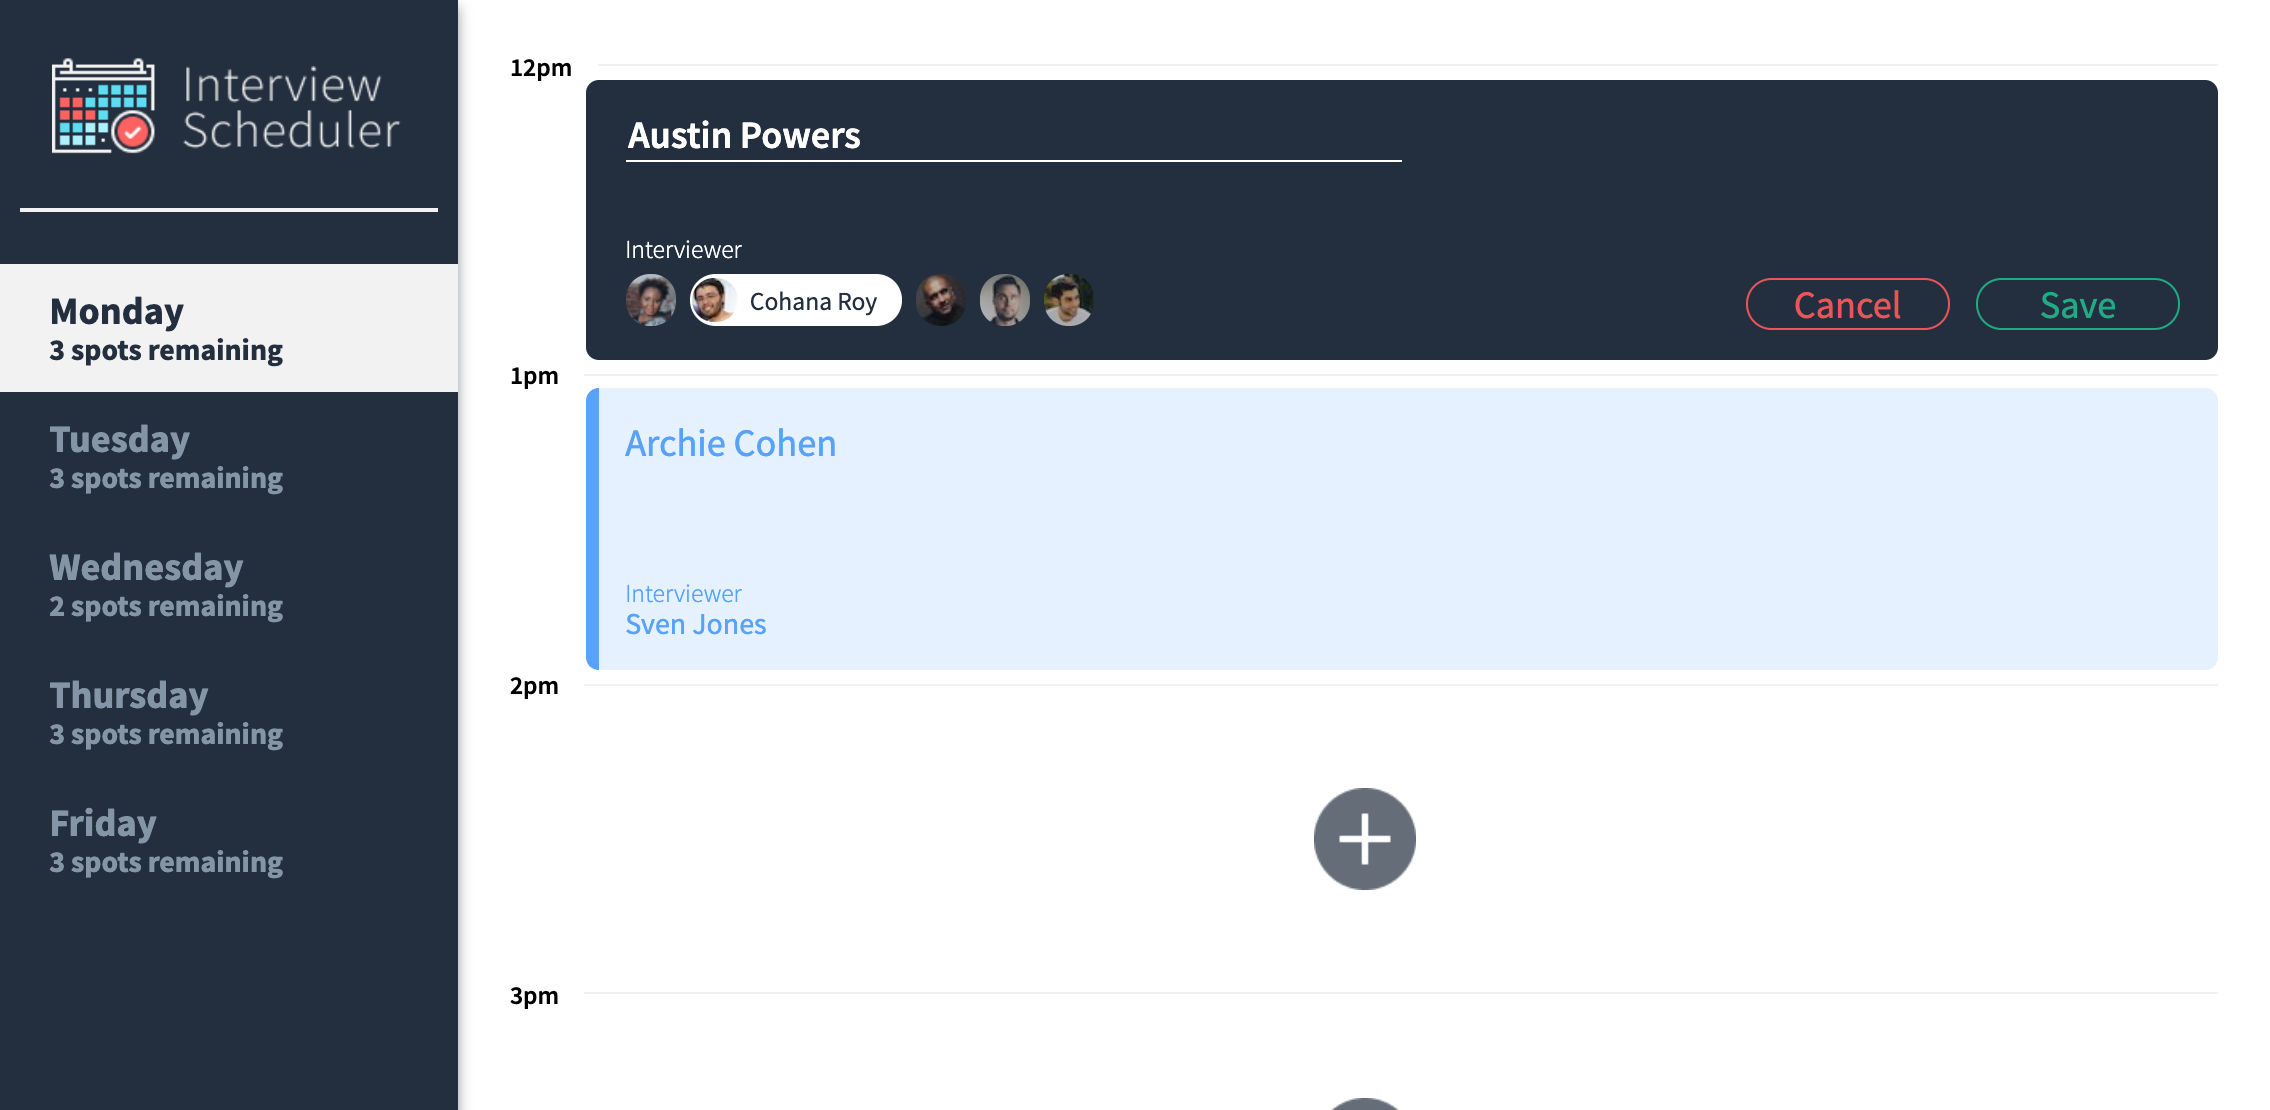 Interview
Scheduler
Monday
3 spots remaining
Tuesday
3 spots remaining
Wednesday
2 spots remaining
Thursday
3 spots remaining
Friday
3 spots remaining
12pm
Austin Powers
Interviewer
Cohana Roy
Cancel
Save
1pm
Archie Cohen
Interviewer
Sven Jones
2pm
3pm